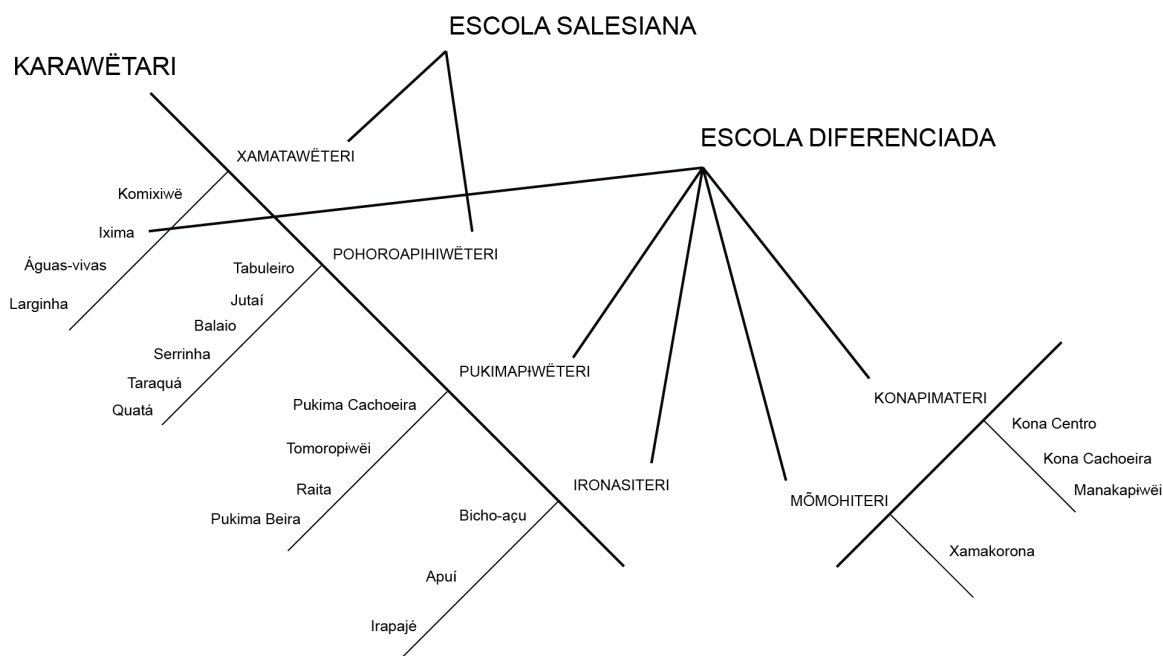 ESCOLA SALESIANA
KARAWËTARI
ESCOLA DIFERENCIADA
XAMATAWËTERI
Komixiwë
Ixima
Águas-vivas
Larginha
POHOROAPIHIWËTERI
Tabuleiro
Jutaí
Balaio
Serrinha
Taraquá
Quatá
PUKIMAPɨWËTERI
Pukima Cachoeira
Tomoropɨwëi
Raita
Pukima Beira
IRONASITERI
Bicho-açu
Apuí
Irapajé
KONAPIMATERI
Kona Centro
Kona Cachoeira
Manakapɨwëi
MÕMOHITERI
Xamakorona